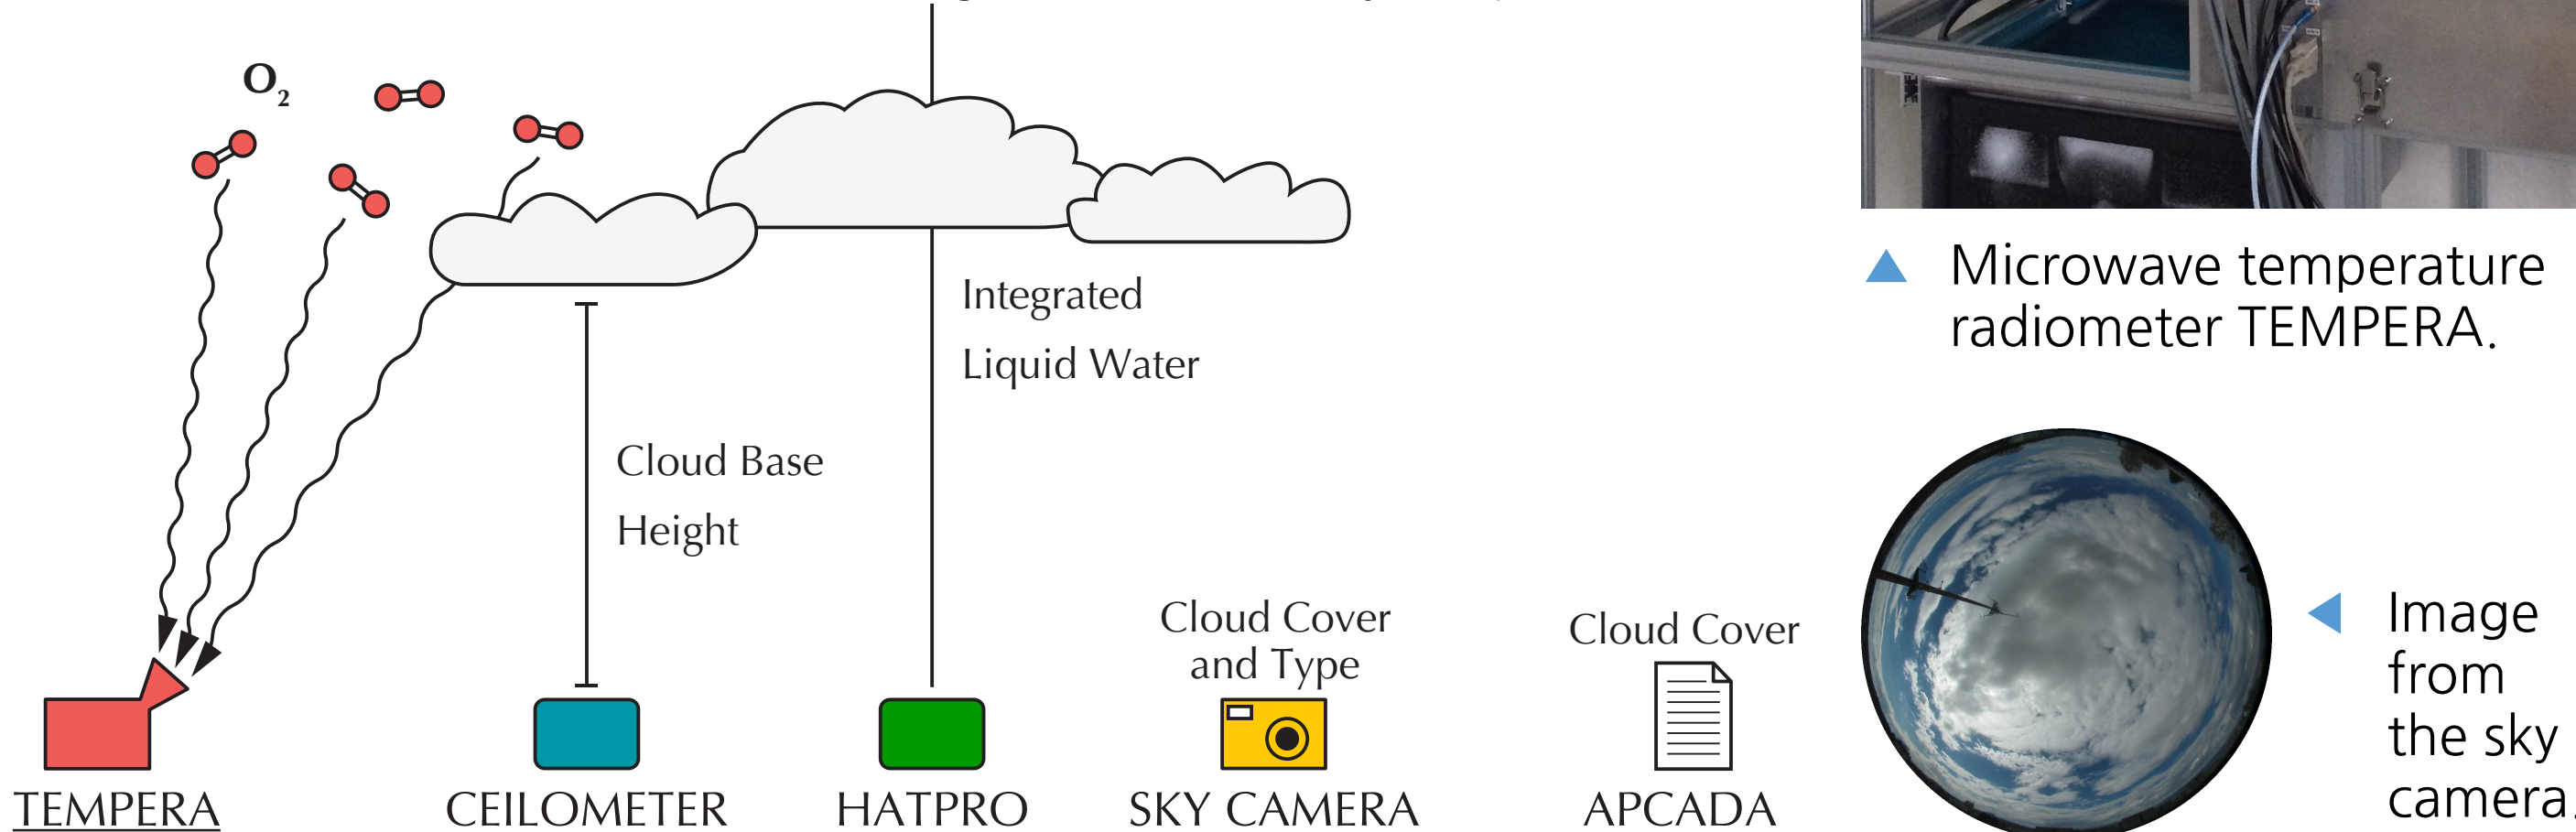 O2
Integrated
Liquid Water
Cloud Base
Height
Cloud Cover
and Type
Cloud Cover
TEMPERA
CEILOMETER
HATPRO
SKY CAMERA
APCADA
Microwave temperature
radiometer TEMPERA.
Image
from
the sky
camera.